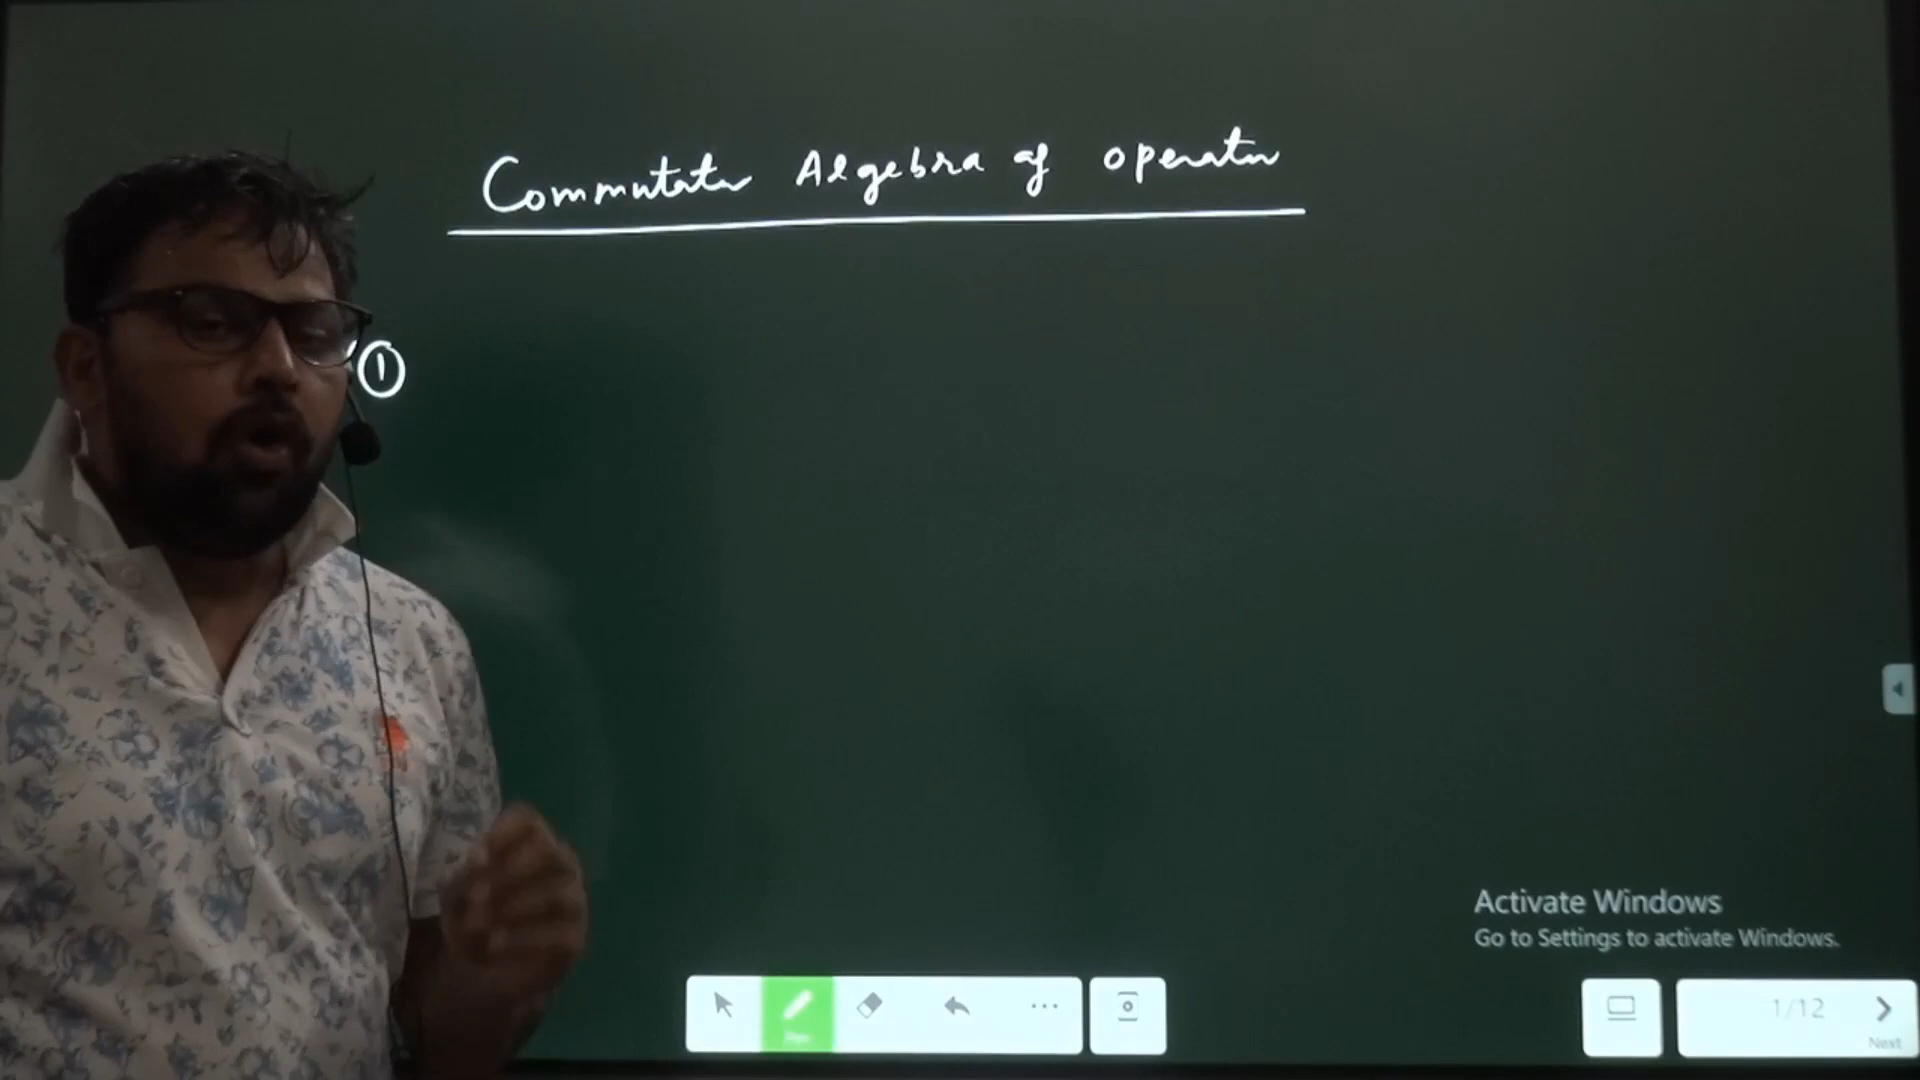 Commutator Algebra of operator
①
Activate Windows
Go to Settings to activate Windows.
1/12
Next